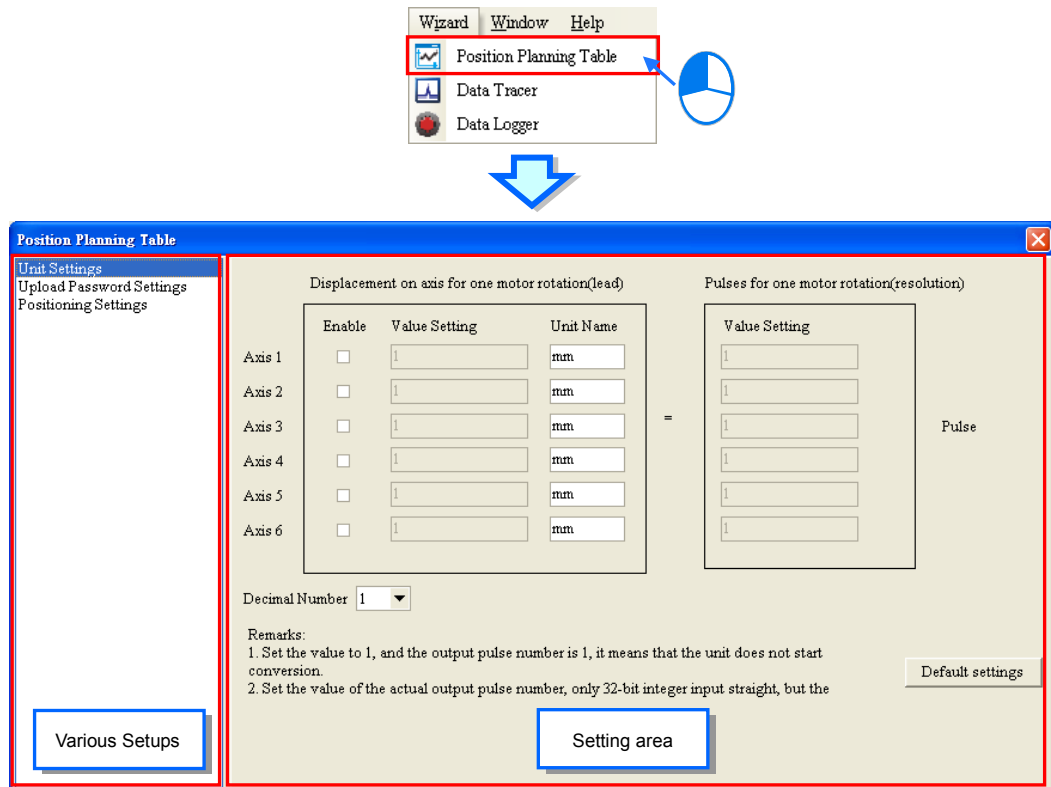 Wizard Window Help
Position Planning Table
Data Tracer
Data Logger
Position Planning Table
Unit Settings
Upload Password Settings
Positioning Settings
Displacement on axis for one motor rotation(lead) Pulses for one motor rotation(resolution)
Enable Value Setting Unit Name Value Setting
Axis 1 1 mm 1
Axis 2 1 mm 1
Axis 3 1 mm = 1 Pulse
Axis 4 1 mm 1
Axis 5 1 mm 1
Axis 6 1 mm 1
Decimal Number 1
Remarks:
1. Set the value to 1, and the output pulse number is 1, it means that the unit does not start
conversion.
2. Set the value of the actual output pulse number, only 32-bit integer input straight, but the
Default settings
Various Setups
Setting area